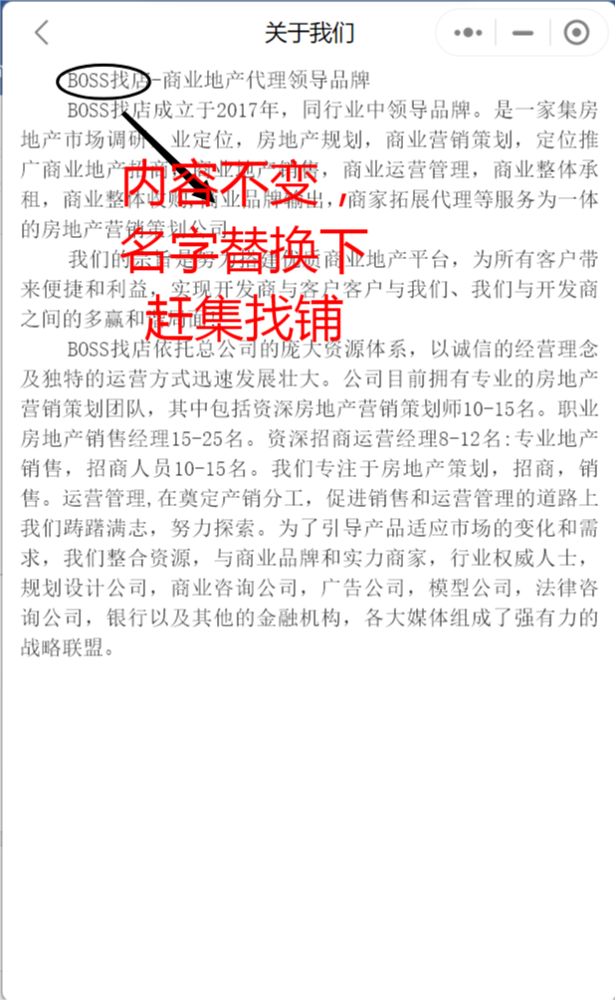 关于我们
BOSS找店-商业地产代理领导品牌
BOSS找店成立于2017年，同行业中领导品牌。是一家集房
地产市场调研，业定位，房地产规划，商业营销策划，定位推
广商业地产招商，商业地产销售，商业运营管理，商业整体承
租，商业整体收购，商业品牌输出，商家拓展代理等服务为一体
的房地产营销策划公司
我们的宗旨是努力搭建优质商业地产平台，为所有客户带
来便捷和利益，实现开发商与客户客户与我们、我们与开发商
之间的多赢和局面
BOSS找店依托总公司的庞大资源体系，以诚信的经营理念
及独特的运营方式迅速发展壮大。公司目前拥有专业的房地产
营销策划团队，其中包括资深房地产营销策划师10-15名。职业
房地产销售经理15-25名。资深招商运营经理8-12名:专业地产
销售，招商人员10-15名。我们专注于房地产策划，招商，销
售。运营管理,在奠定产销分工，促进销售和运营管理的道路上
我们踌躇满志，努力探索。为了引导产品适应市场的变化和需
求，我们整合资源，与商业品牌和实力商家，行业权威人士，
规划设计公司，商业咨询公司，广告公司，模型公司，法律咨
询公司，银行以及其他的金融机构，各大媒体组成了强有力的
战略联盟。
内容不变，
名字替换下
赶集找铺